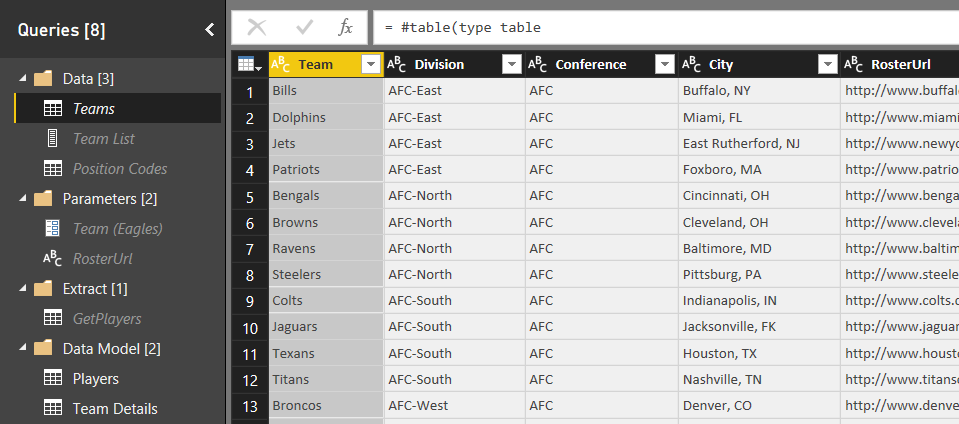 Queries [8]
Data [3]
Teams
Team List
Position Codes
Parameters [2]
Team (Eagles)
ABC RosterUrl
Extract [1]
GetPlayers
Data Model [2]
Players
Team Details
fx = #table(type table
ABC Team ABC Division ABC Conference ABC City ABC RosterUrl
1 Bills AFC-East AFC Buffalo, NY http://www.buffal
2 Dolphins AFC-East AFC Miami, FL http://www.miami
3 Jets AFC-East AFC East Rutherford, NJ http://www.newyo
4 Patriots AFC-East AFC Foxboro, MA http://www.patrio
5 Bengals AFC-North AFC Cincinnati, OH http://www.benga
6 Browns AFC-North AFC Cleveland, OH http://www.clevela
7 Ravens AFC-North AFC Baltimore, MD http://www.baltim
8 Steelers AFC-North AFC Pittsburg, PA http://www.steele
9 Colts AFC-South AFC Indianapolis, IN http://www.colts.c
10 Jaguars AFC-South AFC Jacksonville, FK http://www.jaguar
11 Texans AFC-South AFC Houston, TX http://www.houst
12 Titans AFC-South AFC Nashville, TN http://www.titans
13 Broncos AFC-West AFC Denver, CO http://www.denve